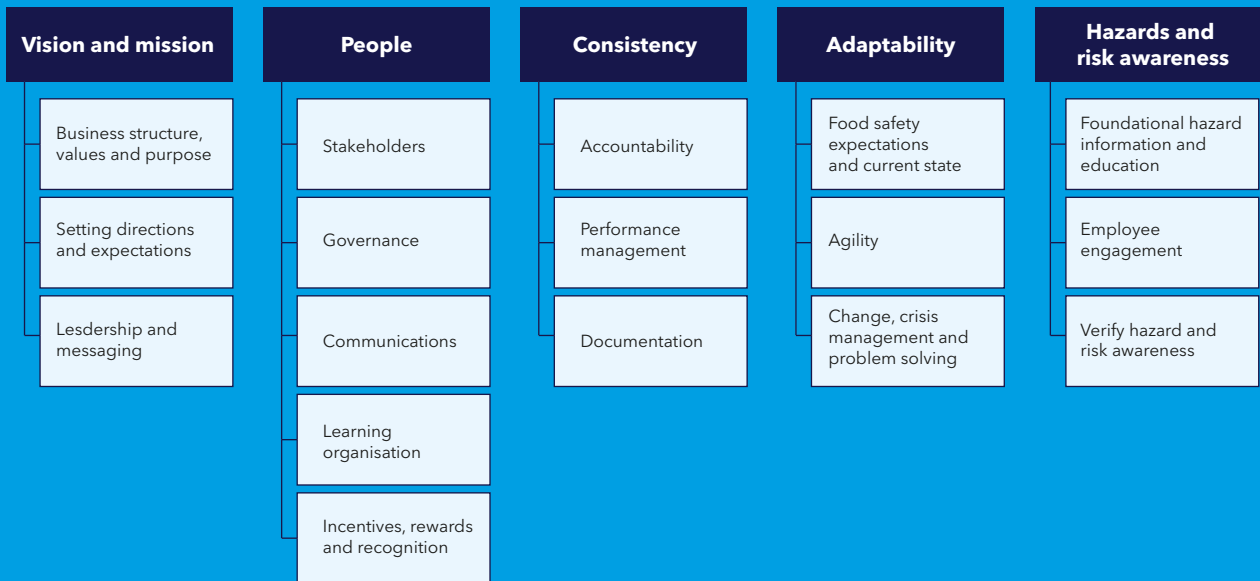 Vision and mission
Business structure,
values and purpose
Setting directions
and expectations
Lesdership and
messaging
People
Stakeholders
Governance
Communications
Learning
organisation
Incentives, rewards
and recognition
Consistency
Accountability
Performance
management
Documentation
Adaptability
Food safety
expectations
and current state
Agility
Change, crisis
management and
problem solving
Hazards and
risk awareness
Foundational hazard
information and
education
Employee
engagement
Verify hazard and
risk awareness